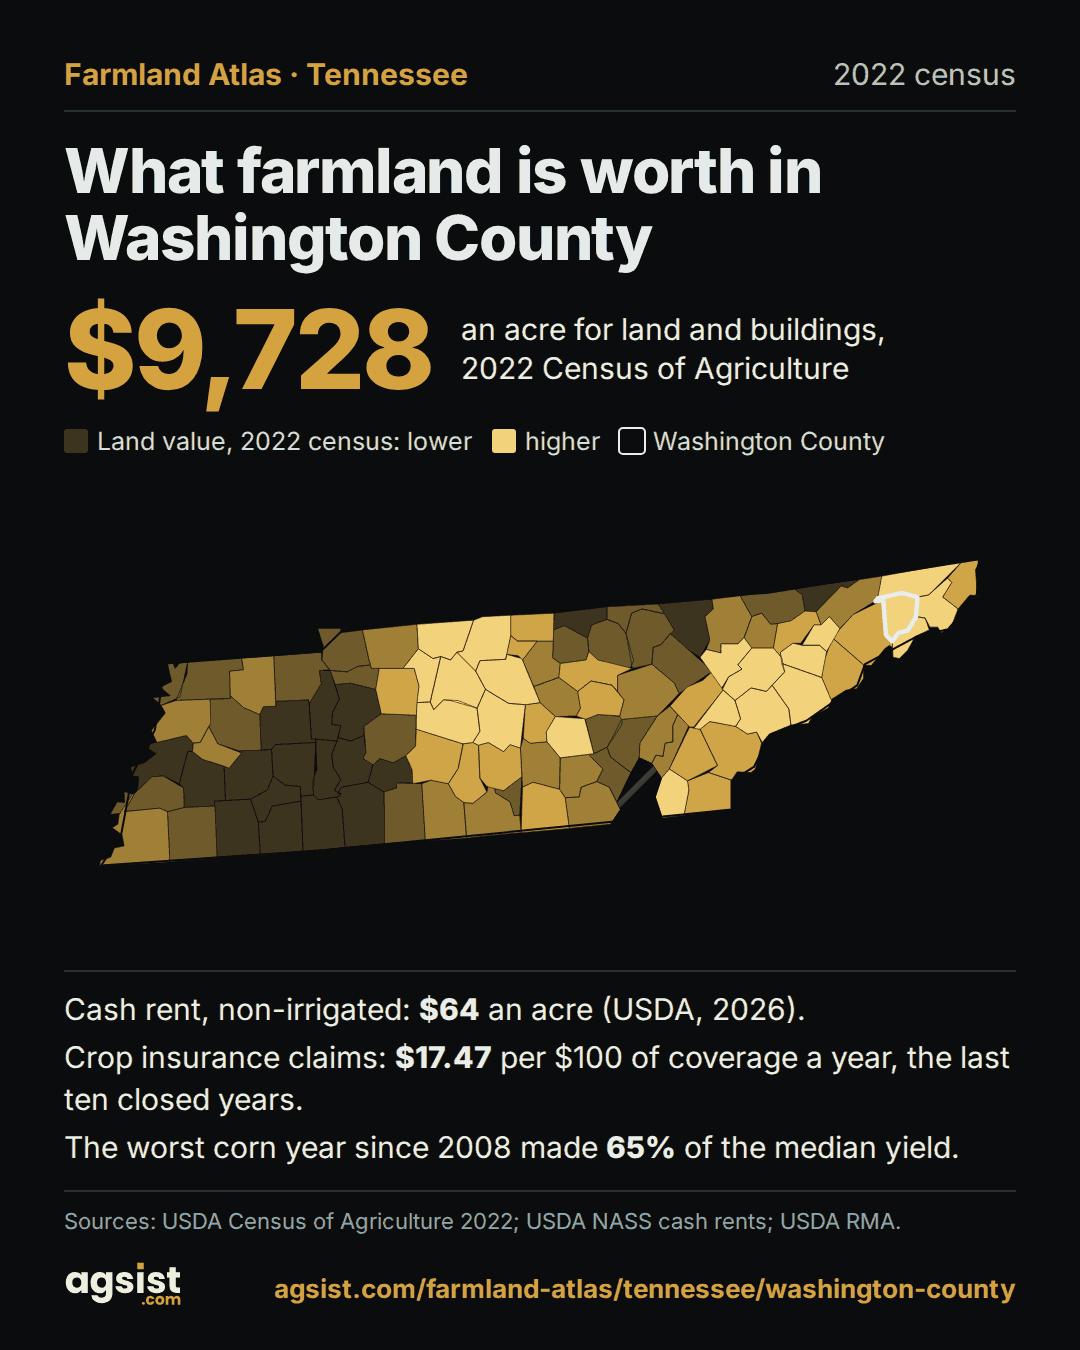 Farmland Atlas · Tennessee
2022 census
What farmland is worth in
Washington County
$9,728
an acre for land and buildings,
2022 Census of Agriculture
Land value, 2022 census: lower
higher
Washington County
Cash rent, non-irrigated: $64 an acre (USDA, 2026).
Crop insurance claims: $17.47 per $100 of coverage a year, the last
ten closed years.
The worst corn year since 2008 made 65% of the median yield.
Sources: USDA Census of Agriculture 2022; USDA NASS cash rents; USDA RMA.
agsist
.com
agsist.com/farmland-atlas/tennessee/washington-county